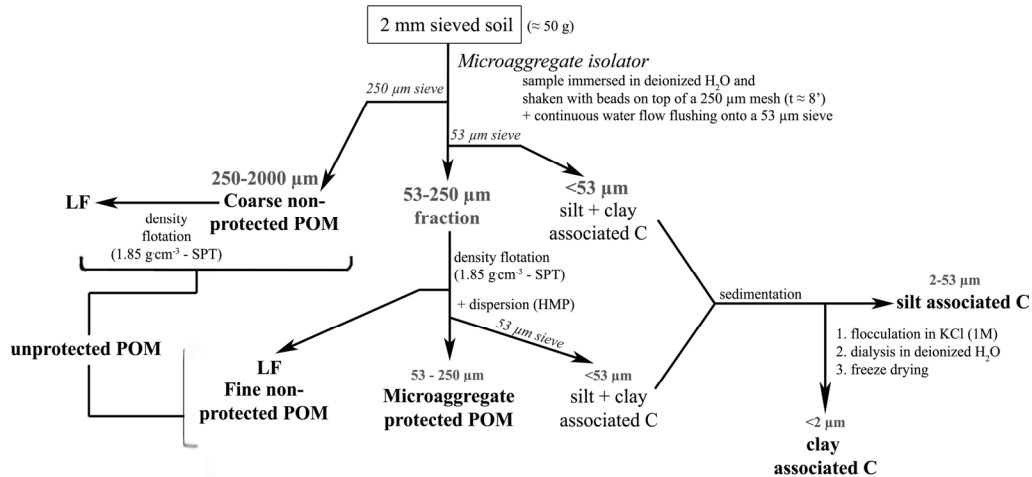 2 mm sieved soil (≈ 50 g)
Microaggregate isolator
sample immersed in deionized H₂O and
shaken with beads on top of a 250 µm mesh (t ≈ 8’)
+ continuous water flow flushing onto a 53 µm sieve
250 µm sieve
53 µm sieve
250-2000 µm
Coarse non-
protected POM
LF
density
flotation
(1.85 g·cm⁻³ - SPT)
53-250 µm
fraction
<53 µm
silt + clay
associated C
density flotation
(1.85 g·cm⁻³ - SPT)
+ dispersion (HMP)
53 µm sieve
unprotected POM
LF
Fine non-
protected POM
53 - 250 µm
Microaggregate
protected POM
<53 µm
silt + clay
associated C
sedimentation
2-53 µm
silt associated C
1. flocculation in KCl (1M)
2. dialysis in deionized H₂O
3. freeze drying
<2 µm
clay
associated C